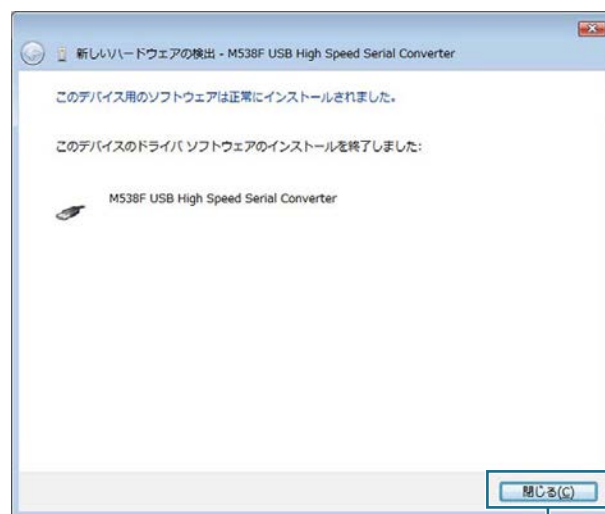 新しいハードウェアの検出 - M538F USB High Speed Serial Converter
このデバイス用のソフトウェアは正常にインストールされました。
このデバイスのドライバ ソフトウェアのインストールを終了しました:
M538F USB High Speed Serial Converter
閉じる(C)